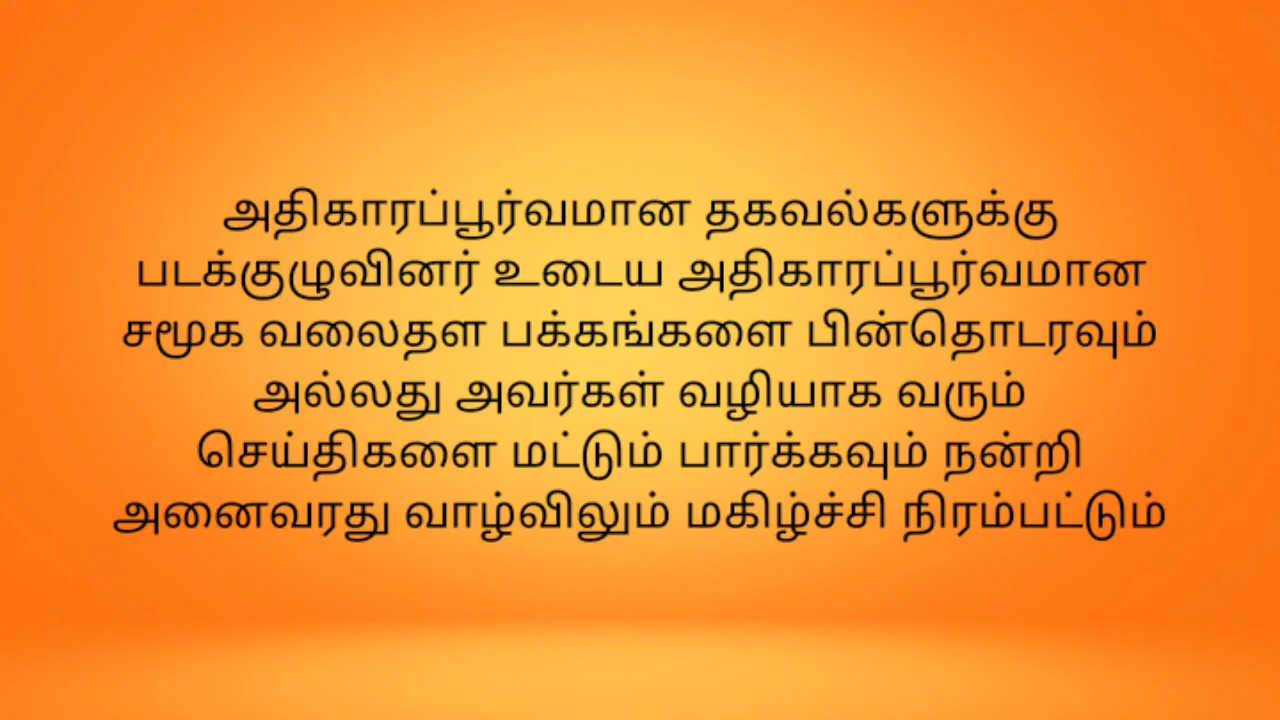 அதிகாரப்பூர்வமான தகவல்களுக்கு
படக்குழுவினர் உடைய அதிகாரப்பூர்வமான
சமூக வலைதள பக்கங்களை பின்தொடரவும்
அல்லது அவர்கள் வழியாக வரும்
செய்திகளை மட்டும் பார்க்கவும் நன்றி
அனைவரது வாழ்விலும் மகிழ்ச்சி நிரம்பட்டும்